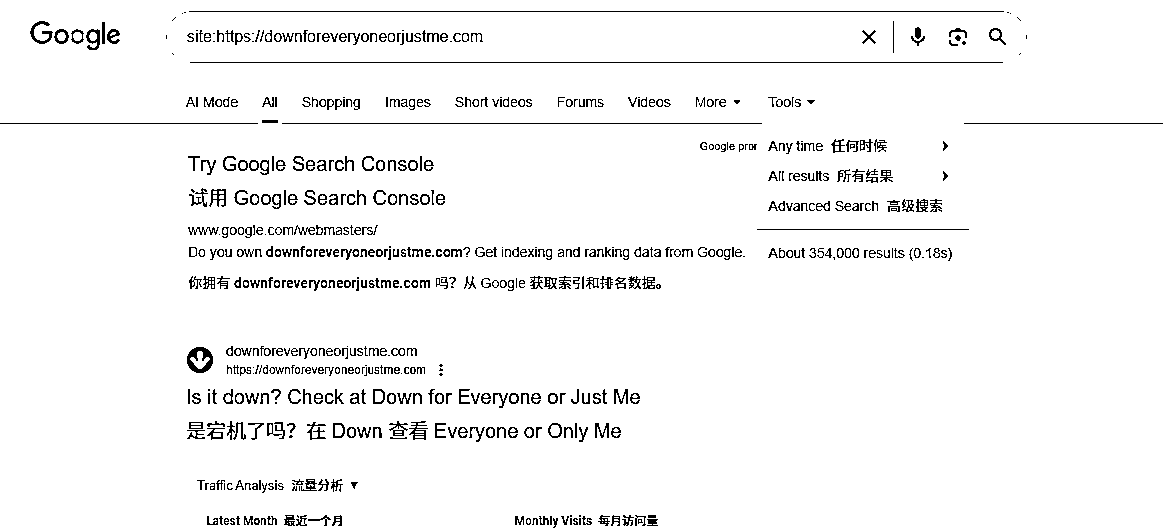 Google
site:https://downforeveryoneorjustme.com
AI Mode All Shopping Images Short videos Forums Videos More Tools
Google pror
Any time 任何时候
All results 所有结果
Advanced Search 高级搜索
About 354,000 results (0.18s)
Try Google Search Console
试用 Google Search Console
www.google.com/webmasters/
Do you own downforeveryoneorjustme.com? Get indexing and ranking data from Google.
你拥有 downforeveryoneorjustme.com 吗？从 Google 获取索引和排名数据。
downforeveryoneorjustme.com
https://downforeveryoneorjustme.com
Is it down? Check at Down for Everyone or Just Me
是宕机了吗？在 Down 查看 Everyone or Only Me
Traffic Analysis 流量分析 ▼
Latest Month 最近一个月
Monthly Visits 每月访问量